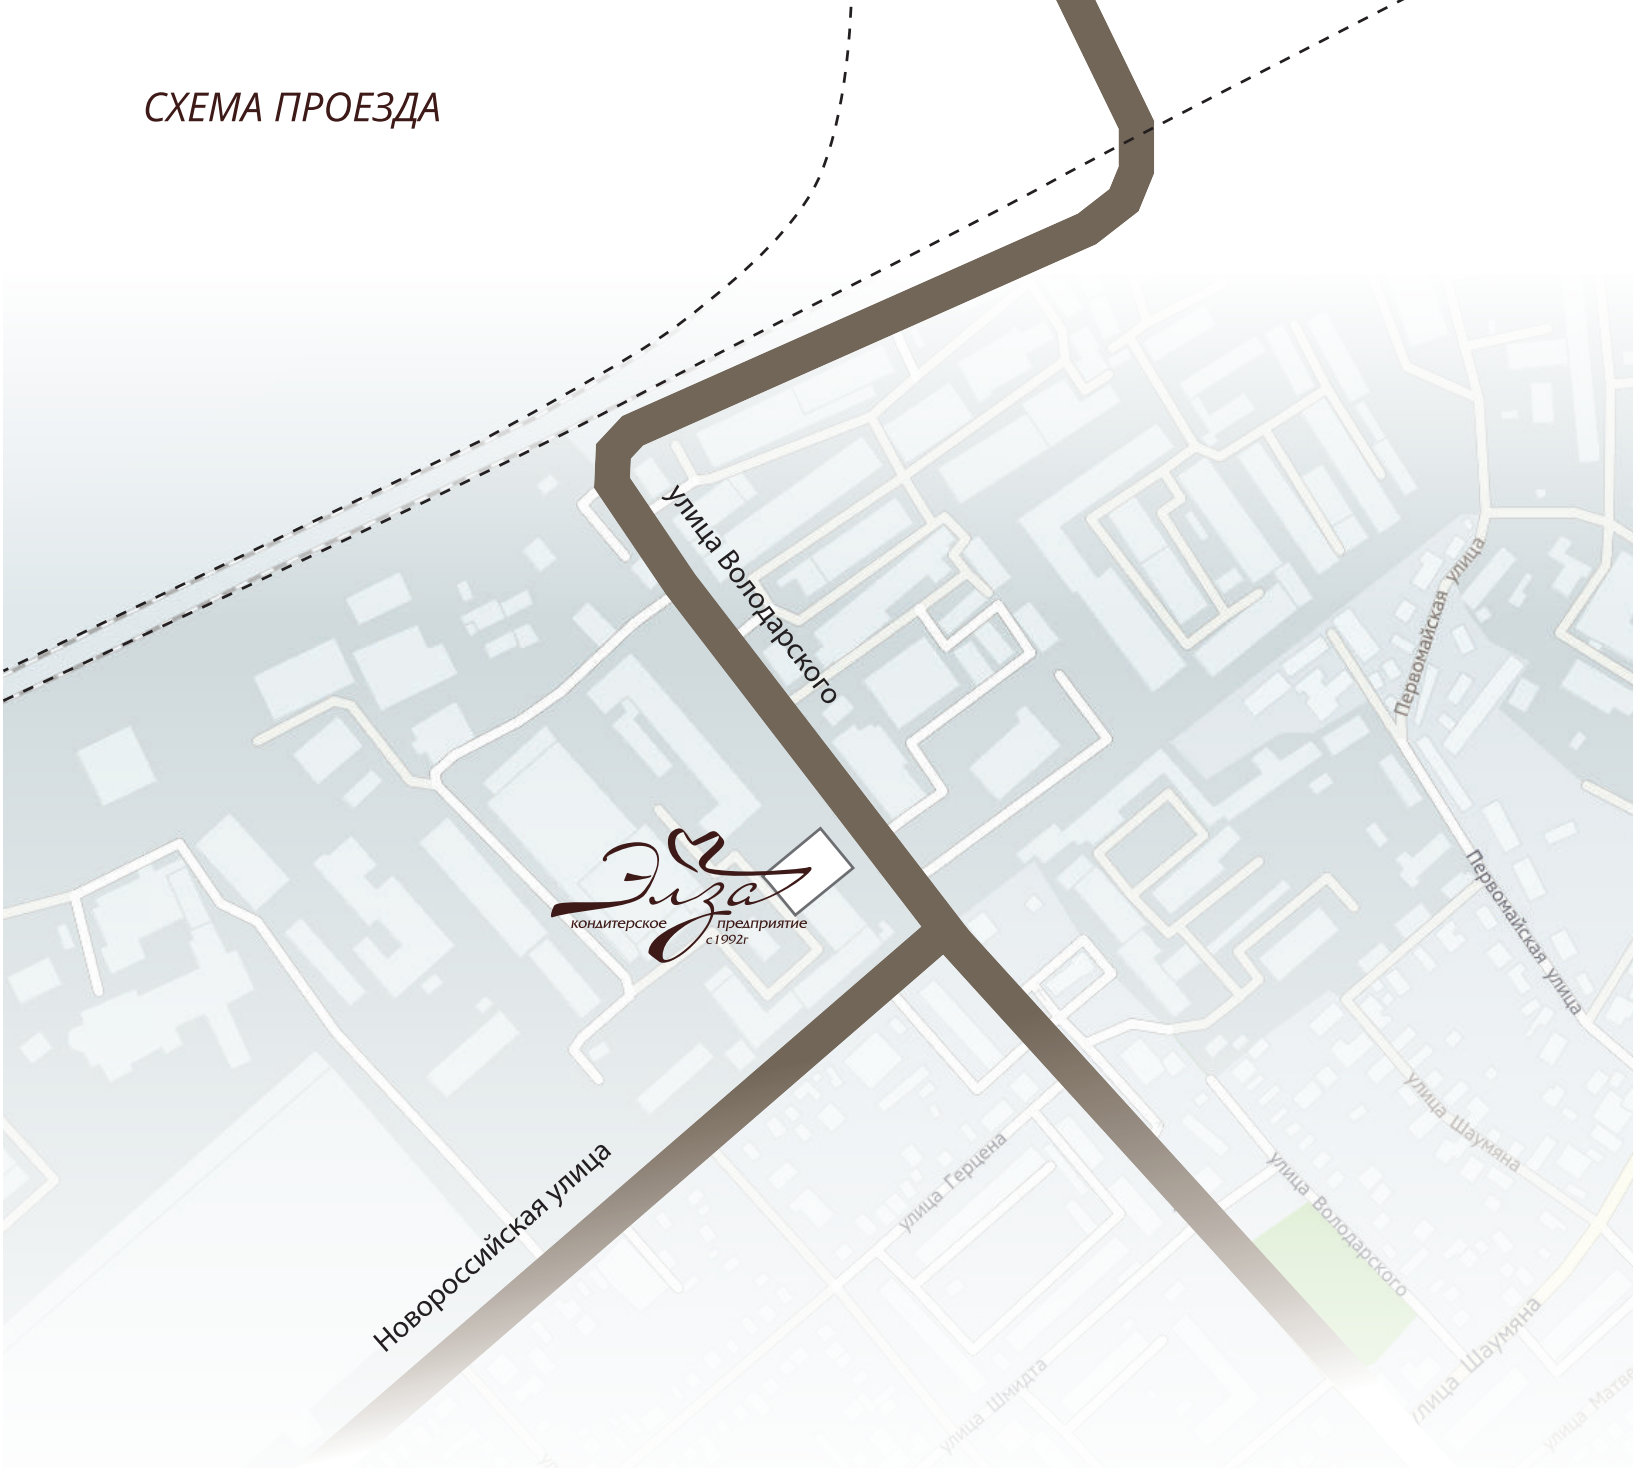 СХЕМА ПРОЕЗДА
улица Володарского
Первомайская улица
Элза
кондитерское предприятие
с 1992г
Первомайская улица
улица Шаумяна
улица Герцена
улица Володарского
Новороссийская улица
улица Шаумяна
улица Шмидта
улица